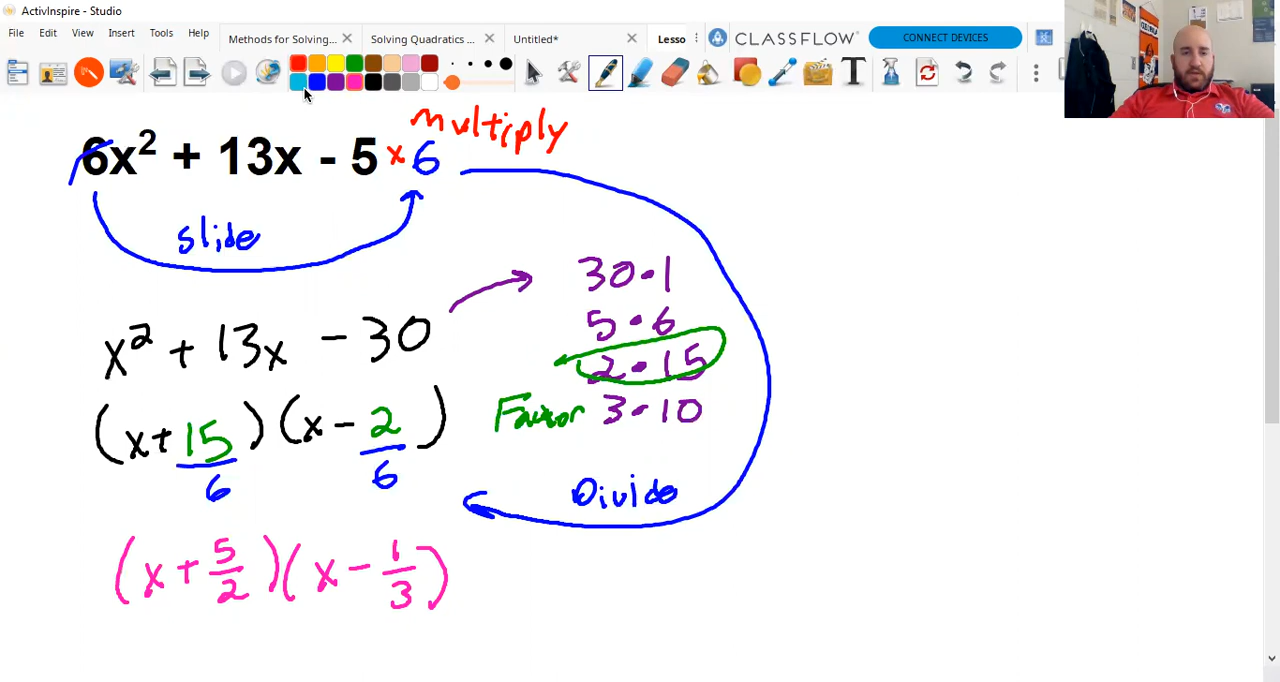 ActivInspire - Studio
File Edit View Insert Tools Help
Methods for Solving... Solving Quadratics ... Untitled* Lesso
CLASSFLOW CONNECT DEVICES
multiply
6x² + 13x - 5 × 6
slide
30 • 1
5 • 6
x² + 13x - 30
2 • 15
Factor 3 • 10
(x + 15/6)(x - 2/6)
Divide
(x + 5/2)(x - 1/3)